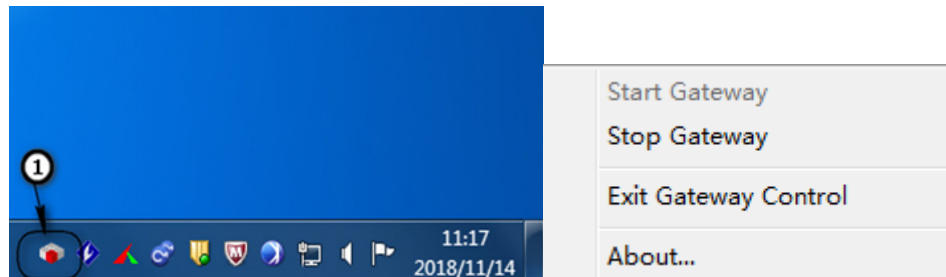 1
11:17
2018/11/14
Start Gateway
Stop Gateway
Exit Gateway Control
About...